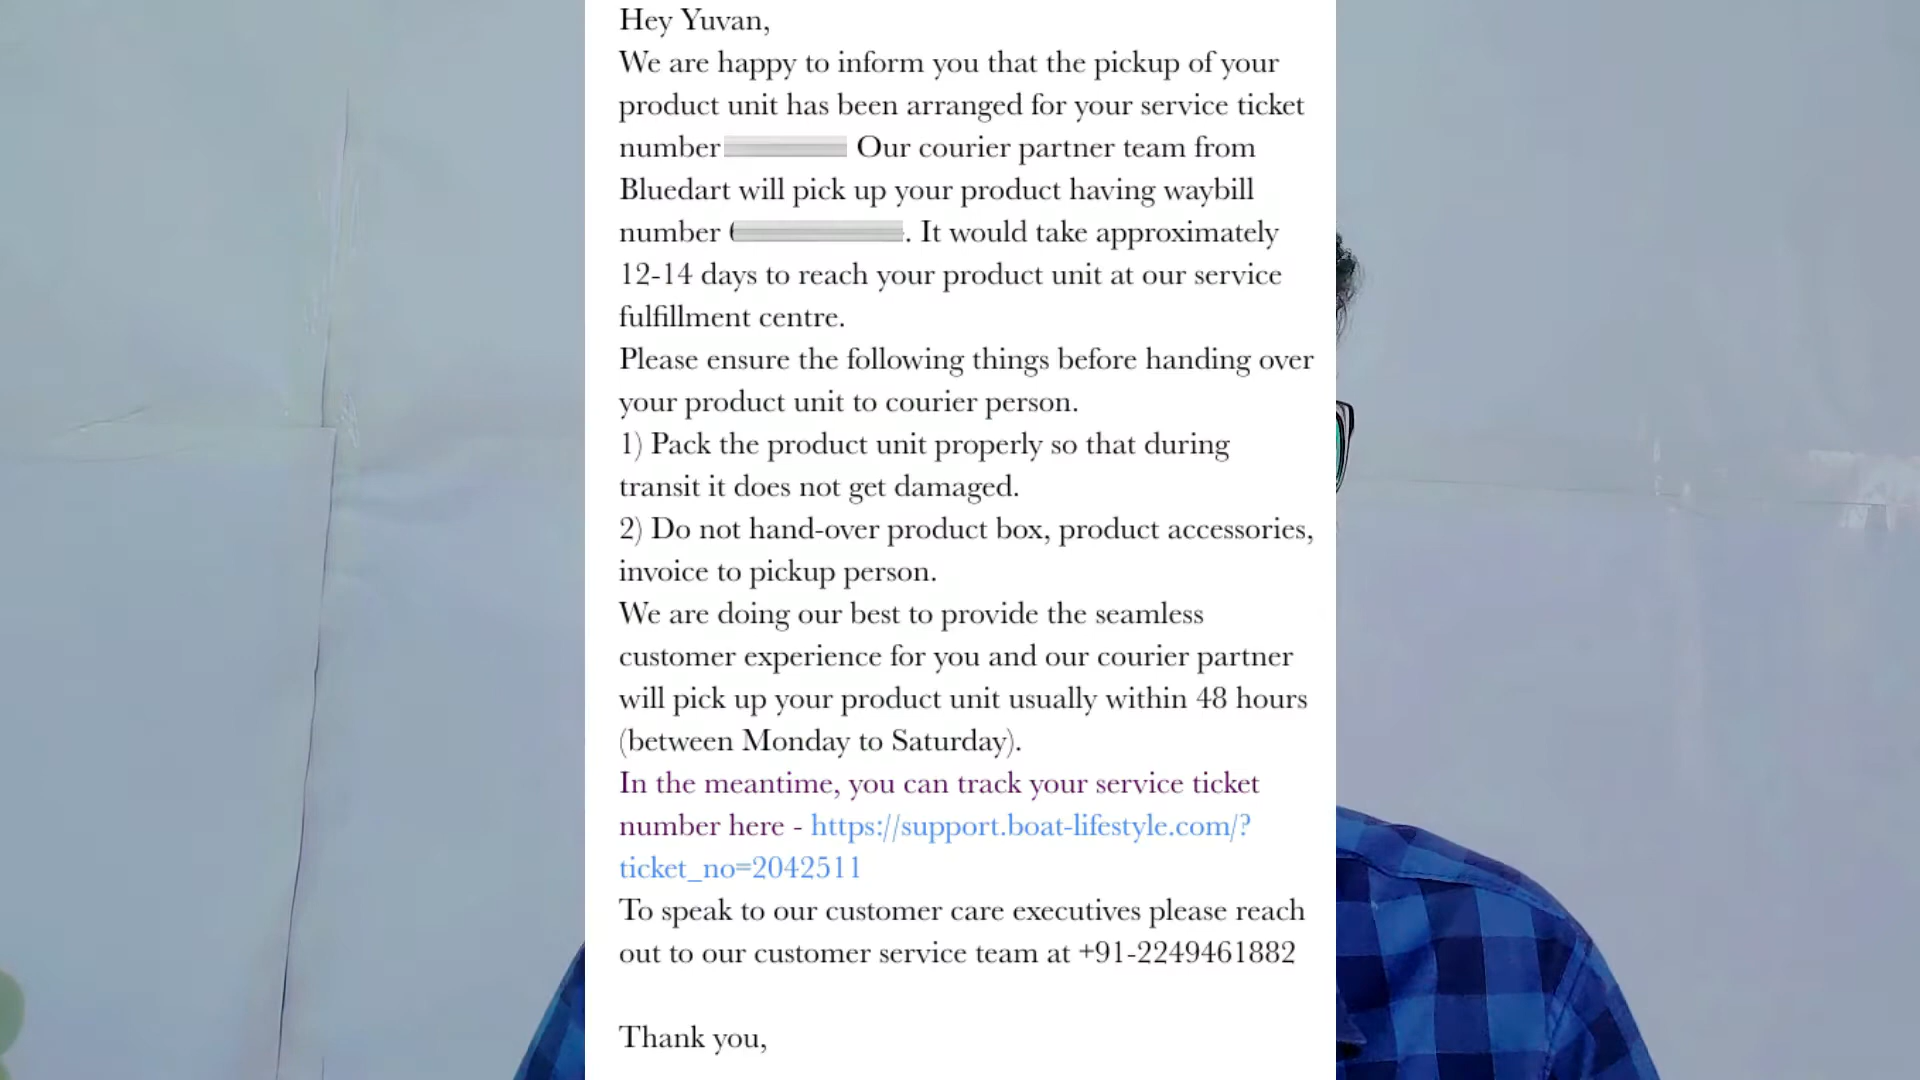 Hey Yuvan,
We are happy to inform you that the pickup of your
product unit has been arranged for your service ticket
number Our courier partner team from
Bluedart will pick up your product having waybill
number . It would take approximately
12-14 days to reach your product unit at our service
fulfillment centre.
Please ensure the following things before handing over
your product unit to courier person.
1) Pack the product unit properly so that during
transit it does not get damaged.
2) Do not hand-over product box, product accessories,
invoice to pickup person.
We are doing our best to provide the seamless
customer experience for you and our courier partner
will pick up your product unit usually within 48 hours
(between Monday to Saturday).
In the meantime, you can track your service ticket
number here - https://support.boat-lifestyle.com/?
ticket_no=2042511
To speak to our customer care executives please reach
out to our customer service team at +91-2249461882
Thank you,